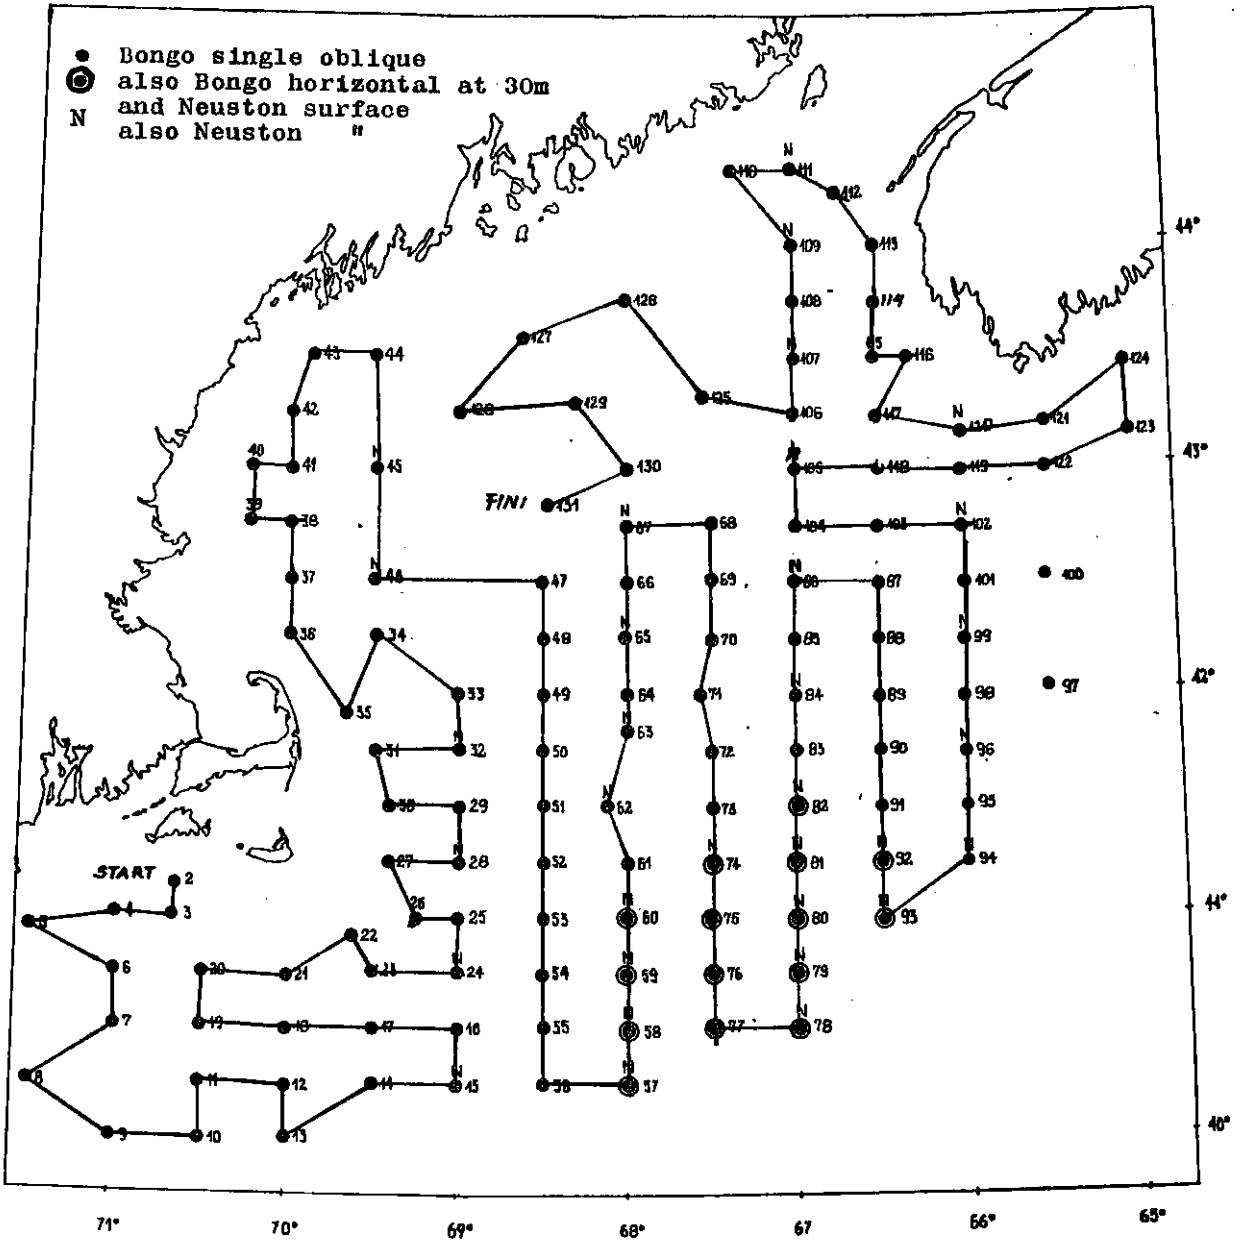 ● Bongo single oblique
◉ also Bongo horizontal at 30m
and Neuston surface
N also Neuston "
N
110 111
112
N
109 113 44°
128 108 114
127 N
43 44 107 115 116 124
42 126 129 125 106 117 N 121
123
40 41 N 45 130 105 118 119 122 43°
FINI 131 N N
39 38 67 68 104 103 102
37 N 46 47 66 69 N 86 87 101 100
36 34 48 N 65 70 85 88 N 99
33 49 64 71 N 84 89 98 97 42°
35 N 63
31 N 32 50 72 83 90 N 96
30 29 51 N 62 73 N 82 91 95
27 N 28 52 61 N 74 N 81 N 92 N 94
START 2
5 4 3 26 25 53 N 60 N 75 N 80 N 93 41°
22
6 20 21 23 N 24 54 N 59 N 76 N 79
7 19 18 17 16 55 N 58 77 N 78
8 11 12 14 N 15 56 N 57
9 10 13 40°
71° 70° 69° 68° 67 66° 65°